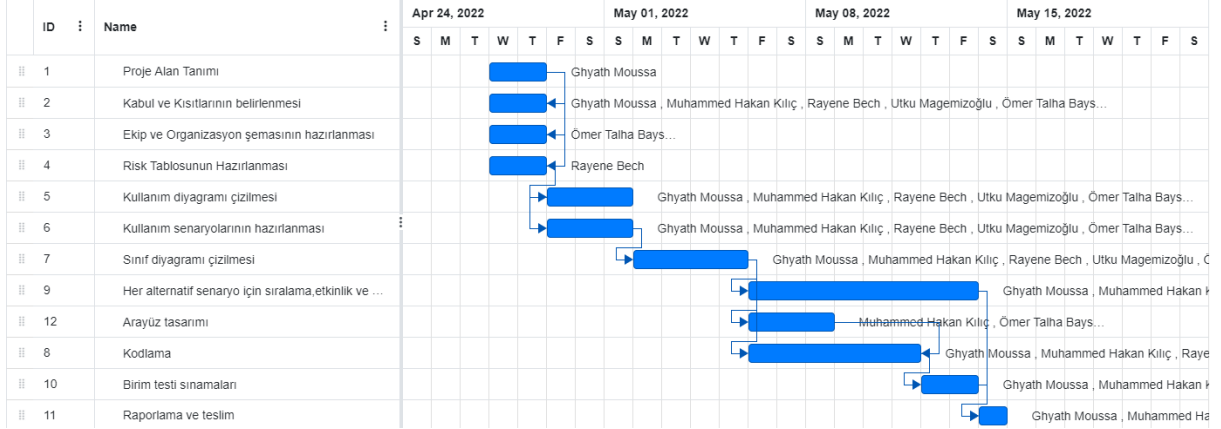 Apr 24, 2022 May 01, 2022 May 08, 2022 May 15, 2022
ID Name
S M T W T F S S M T W T F S S M T W T F S S M T W T F S
1 Proje Alan Tanımı Ghyath Moussa
2 Kabul ve Kısıtlarının belirlenmesi Ghyath Moussa , Muhammed Hakan Kılıç , Rayene Bech , Utku Magemizoğlu , Ömer Talha Bays...
3 Ekip ve Organizasyon şemasının hazırlanması Ömer Talha Bays...
4 Risk Tablosunun Hazırlanması Rayene Bech
5 Kullanım diyagramı çizilmesi Ghyath Moussa , Muhammed Hakan Kılıç , Rayene Bech , Utku Magemizoğlu , Ömer Talha Bays...
6 Kullanım senaryolarının hazırlanması Ghyath Moussa , Muhammed Hakan Kılıç , Rayene Bech , Utku Magemizoğlu , Ömer Talha Bays...
7 Sınıf diyagramı çizilmesi Ghyath Moussa , Muhammed Hakan Kılıç , Rayene Bech , Utku Magemizoğlu ,
9 Her alternatif senaryo için sıralama,etkinlik ve ... Ghyath Moussa , Muhammed Hakan
12 Arayüz tasarımı Muhammed Hakan Kılıç , Ömer Talha Bays...
8 Kodlama Ghyath Moussa , Muhammed Hakan Kılıç , Raye
10 Birim testi sınamaları Ghyath Moussa , Muhammed Hakan
11 Raporlama ve teslim Ghyath Moussa , Muhammed Ha